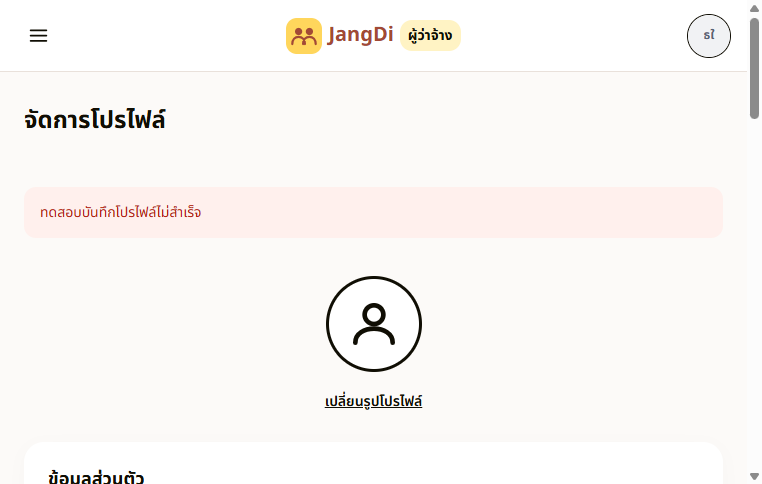 JangDi ผู้ว่าจ้าง
ธใ
จัดการโปรไฟล์
ทดสอบบันทึกโปรไฟล์ไม่สำเร็จ
เปลี่ยนรูปโปรไฟล์
ข้อมูลส่วนตัว